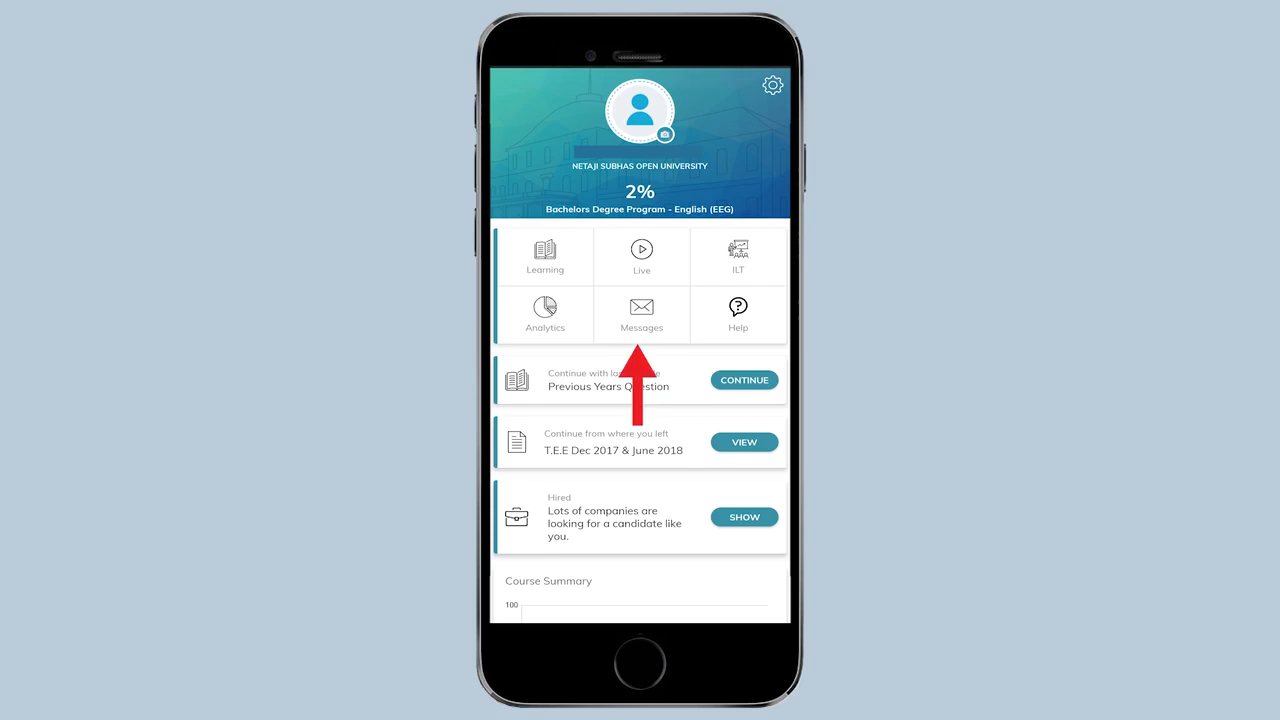 NETAJI SUBHAS OPEN UNIVERSITY
2%
Bachelors Degree Program - English (EEG)
Learning
Live
ILT
Analytics
Messages
Help
Continue with
Previous Years Question
CONTINUE
Continue from where you left
T.E.E Dec 2017 & June 2018
VIEW
Hired
Lots of companies are
looking for a candidate like
you.
SHOW
Course Summary
100